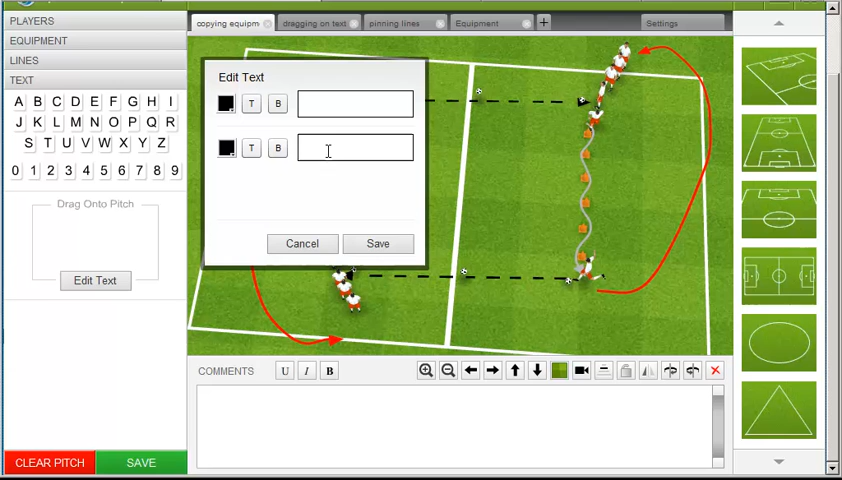 PLAYERS
EQUIPMENT
LINES
TEXT
A B C D E F G H I
J K L M N O P Q R
S T U V W X Y Z
0 1 2 3 4 5 6 7 8 9
Drag Onto Pitch
Edit Text
CLEAR PITCH
SAVE
copying equipm
dragging on text
pinning lines
Equipment
+
Settings
Edit Text
T B
T B
Cancel
Save
COMMENTS
U I B